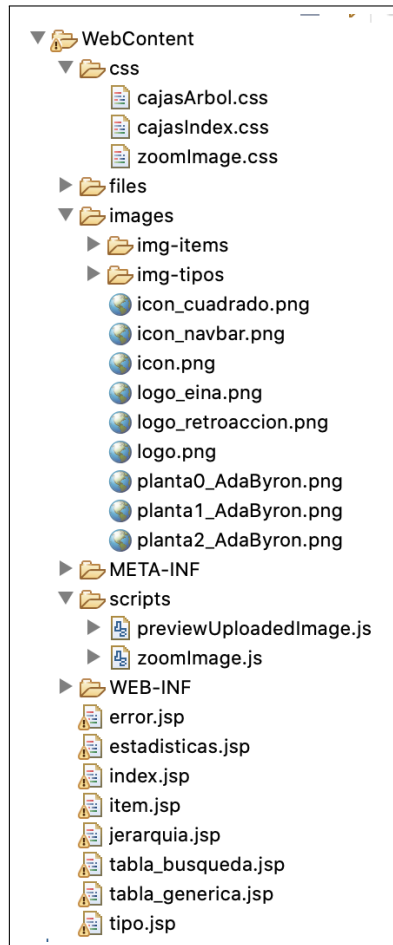 WebContent
css
cajasArbol.css
cajasIndex.css
zoomImage.css
files
images
img-items
img-tipos
icon_cuadrado.png
icon_navbar.png
icon.png
logo_eina.png
logo_retroaccion.png
logo.png
planta0_AdaByron.png
planta1_AdaByron.png
planta2_AdaByron.png
META-INF
scripts
previewUploadedImage.js
zoomImage.js
WEB-INF
error.jsp
estadisticas.jsp
index.jsp
item.jsp
jerarquia.jsp
tabla_busqueda.jsp
tabla_generica.jsp
tipo.jsp